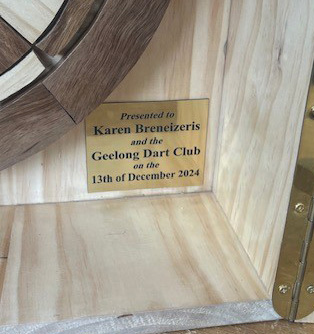 Presented to
Karen Breneizeris
and the
Geelong Dart Club
on the
13th of December 2024